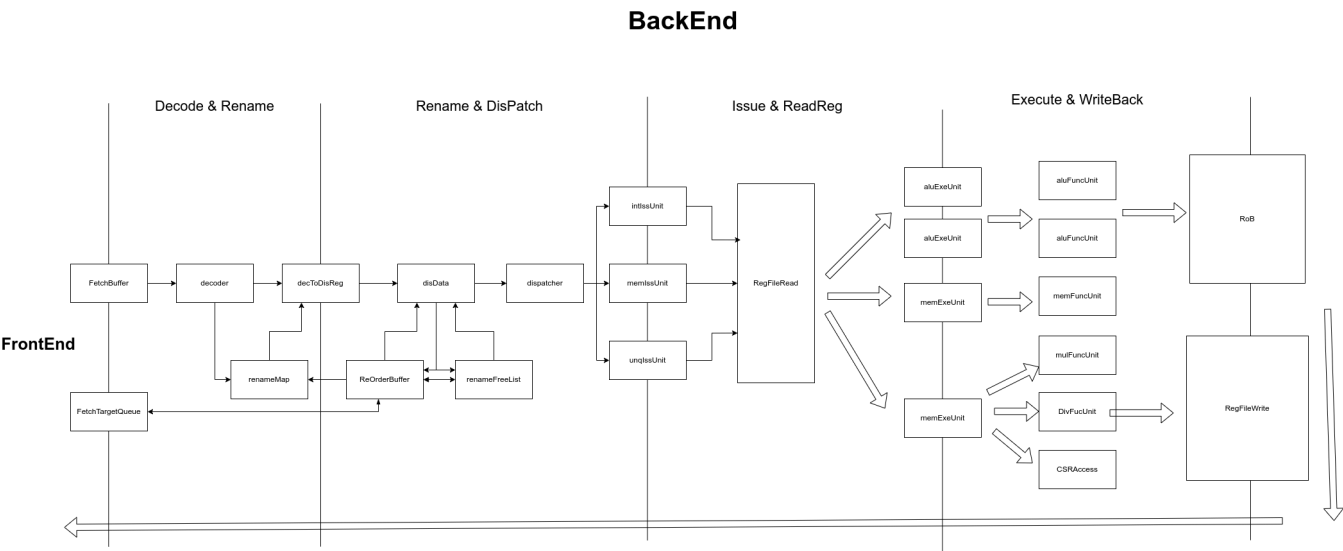 BackEnd
Decode & Rename
Rename & DisPatch
Issue & ReadReg
Execute & WriteBack
FrontEnd
FetchBuffer
decoder
decToDisReg
disData
dispatcher
renameMap
ReOrderBuffer
renameFreeList
FetchTargetQueue
intIssUnit
memIssUnit
unqIssUnit
RegFileRead
aluExeUnit
aluExeUnit
memExeUnit
memExeUnit
aluFuncUnit
aluFuncUnit
memFuncUnit
mulFuncUnit
DivFucUnit
CSRAccess
RoB
RegFileWrite